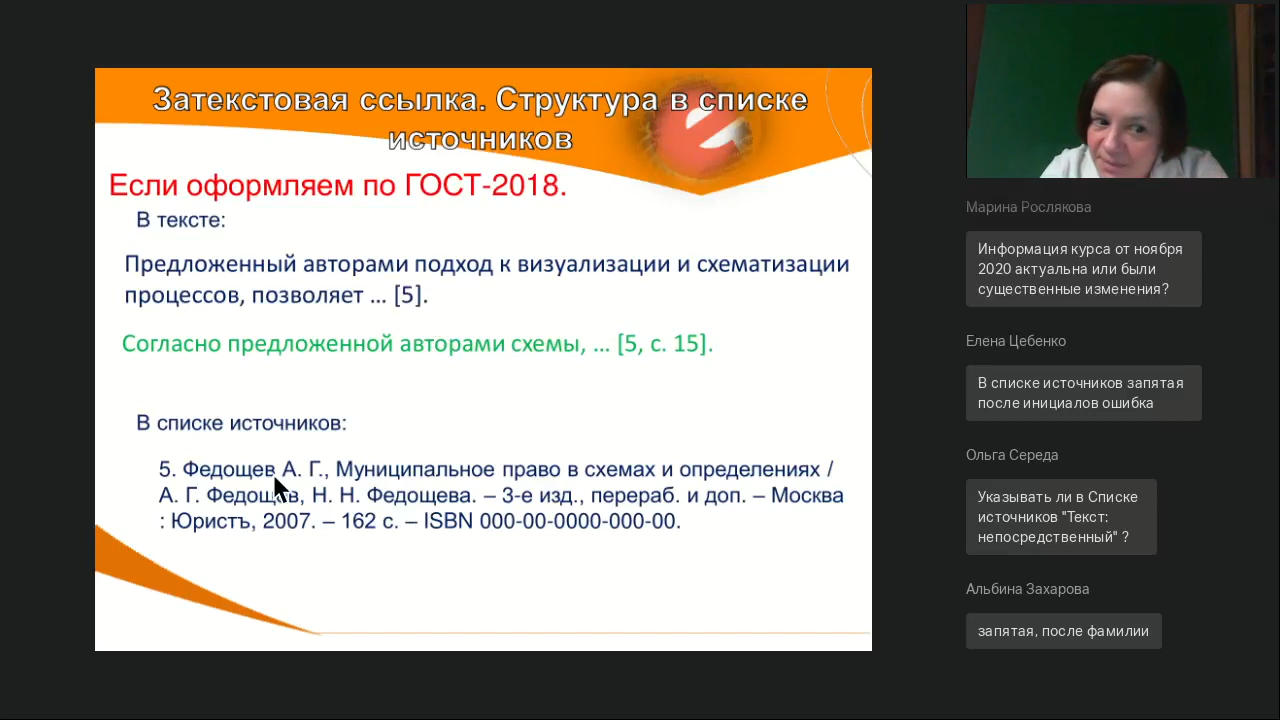 Затекстовая ссылка. Структура в списке
источников
Если оформляем по ГОСТ-2018.
В тексте:
Предложенный авторами подход к визуализации и схематизации
процессов, позволяет ... [5].
Согласно предложенной авторами схемы, ... [5, с. 15].
В списке источников:
5. Федощев А. Г., Муниципальное право в схемах и определениях /
А. Г. Федощев, Н. Н. Федощева. – 3-е изд., перераб. и доп. – Москва
: Юристъ, 2007. – 162 с. – ISBN 000-00-0000-000-00.
Марина Рослякова
Информация курса от ноября
2020 актуальна или были
существенные изменения?
Елена Цебенко
В списке источников запятая
после инициалов ошибка
Ольга Середа
Указывать ли в Списке
источников "Текст:
непосредственный" ?
Альбина Захарова
запятая, после фамилии